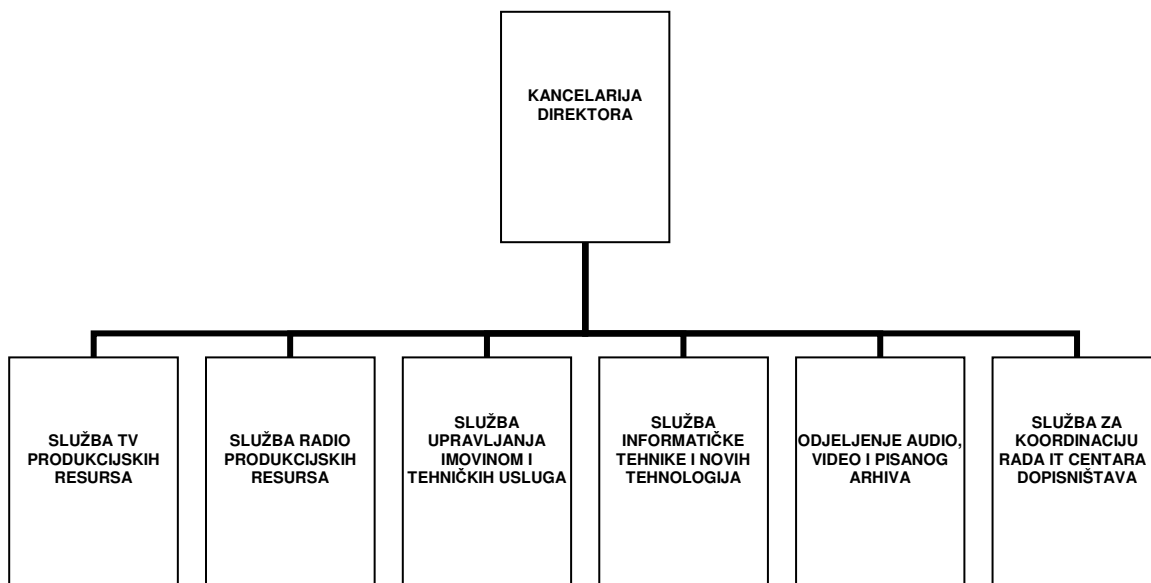 KANCELARIJA
DIREKTORA
SLUŽBA TV
PRODUKCIJSKIH
RESURSA
SLUŽBA RADIO
PRODUKCIJSKIH
RESURSA
SLUŽBA
UPRAVLJANJA
IMOVINOM I
TEHNIČKIH USLUGA
SLUŽBA
INFORMATIČKE
TEHNIKE I NOVIH
TEHNOLOGIJA
ODJELJENJE AUDIO,
VIDEO I PISANOG
ARHIVA
SLUŽBA ZA
KOORDINACIJU
RADA IT CENTARA
DOPISNIŠTAVA